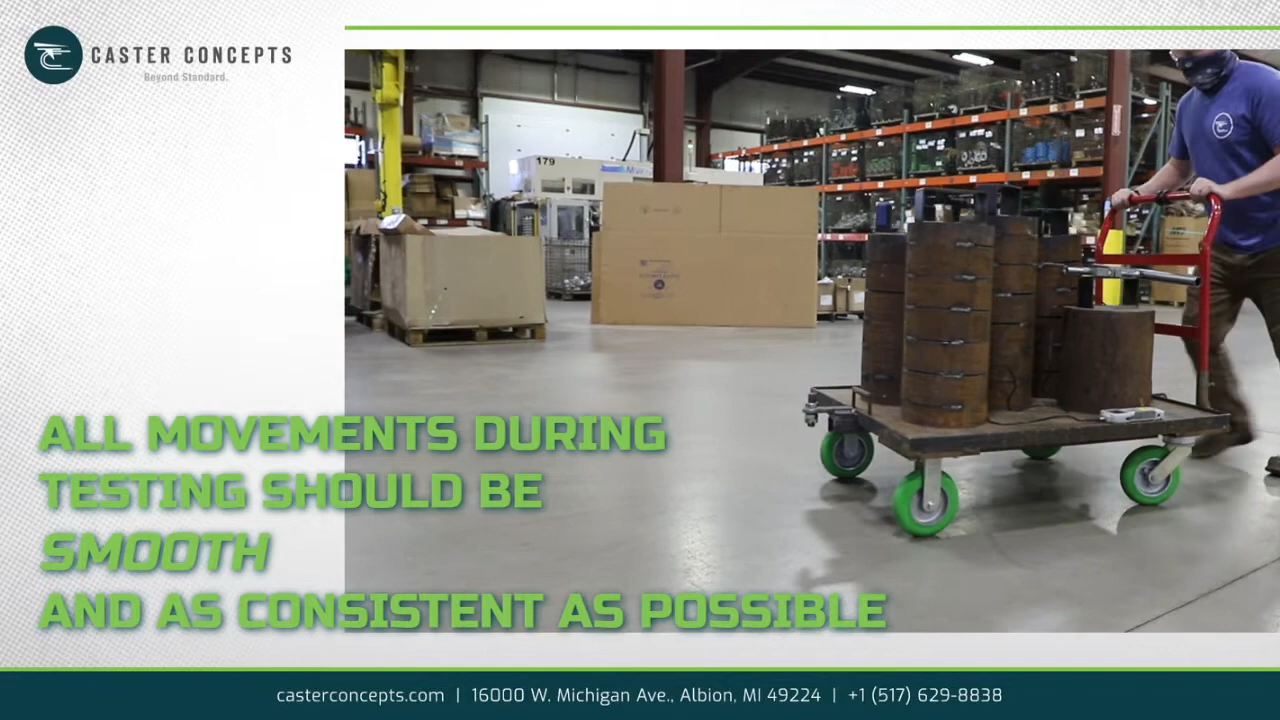 CASTER CONCEPTS
Beyond Standard.
179
ALL MOVEMENTS DURING
TESTING SHOULD BE
SMOOTH
AND AS CONSISTENT AS POSSIBLE
casterconcepts.com | 16000 W. Michigan Ave., Albion, MI 49224 | +1 (517) 629-8838